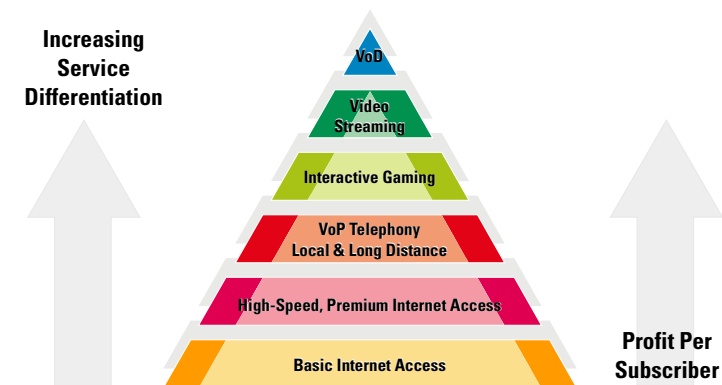 Increasing
Service
Differentiation
VoD
Video
Streaming
Interactive Gaming
VoP Telephony
Local & Long Distance
High-Speed, Premium Internet Access
Basic Internet Access
Profit Per
Subscriber